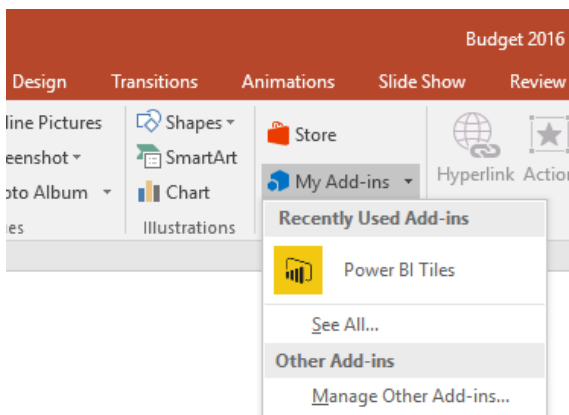 Budget 2016
Design Transitions Animations Slide Show Review
line Pictures
eenshot
oto Album
es
Shapes
SmartArt
Chart
Illustrations
Store
My Add-ins
Hyperlink Action
Recently Used Add-ins
Power BI Tiles
See All...
Other Add-ins
Manage Other Add-ins...